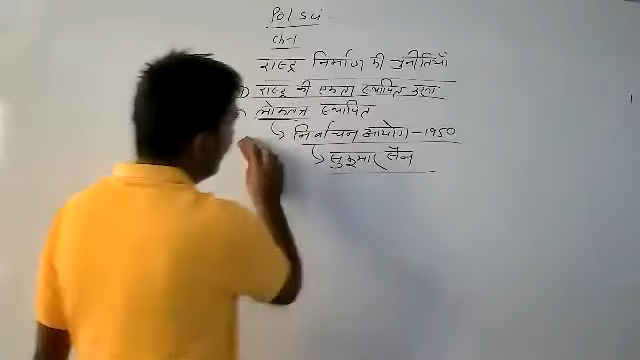 Pol sci
Ch-1
राष्ट्र निर्माण की चुनौतियाँ
राष्ट्र की एकता स्थापित करना
लोकतंत्र स्थापित
↳ निर्वाचन आयोग - 1950
↳ सुकुमार सेन